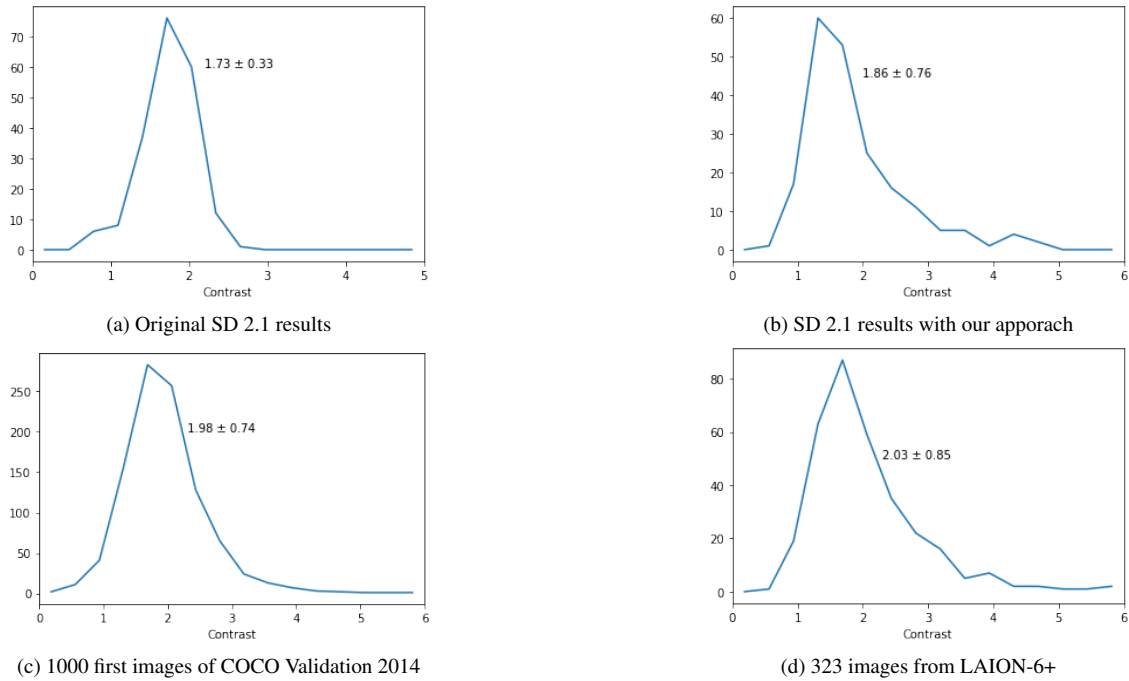 70
60
50
40
30
20
10
0
1.73 ± 0.33
0 1 2 3 4 5
Contrast
(a) Original SD 2.1 results
60
50
40
30
20
10
0
1.86 ± 0.76
0 1 2 3 4 5 6
Contrast
(b) SD 2.1 results with our apporach
250
200
150
100
50
0
1.98 ± 0.74
0 1 2 3 4 5 6
Contrast
(c) 1000 first images of COCO Validation 2014
80
60
40
20
0
2.03 ± 0.85
0 1 2 3 4 5 6
Contrast
(d) 323 images from LAION-6+